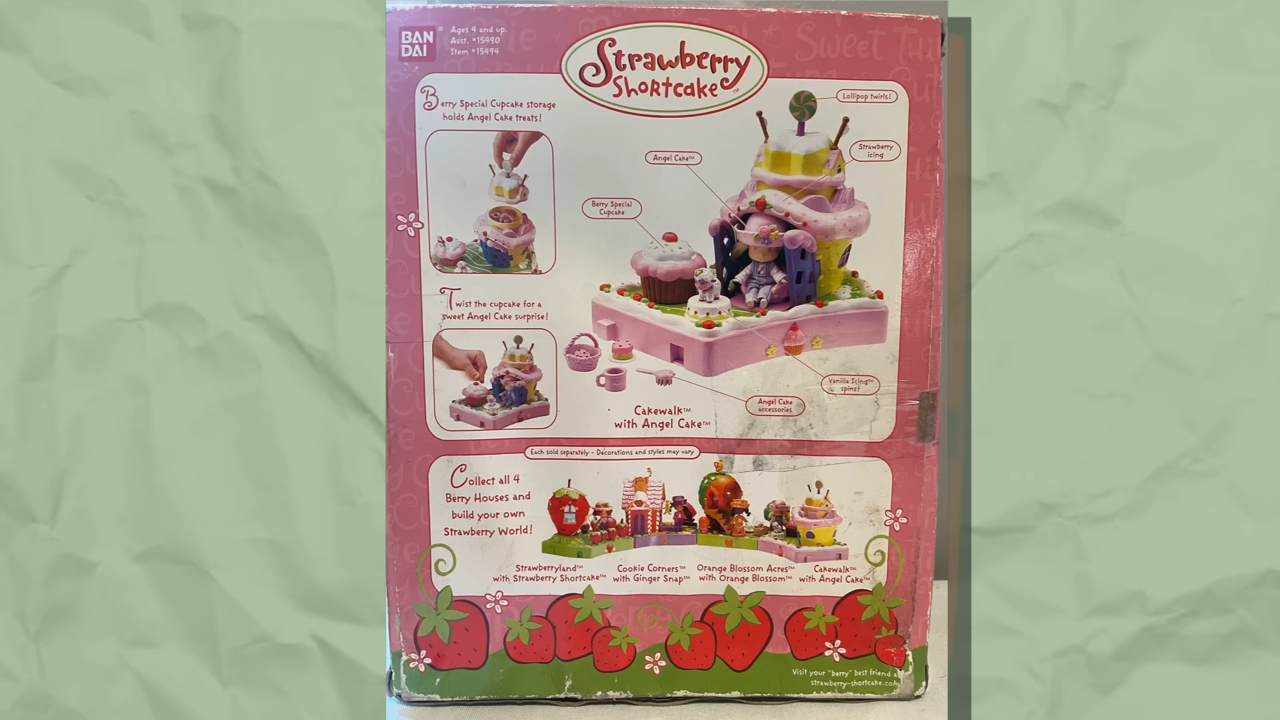 BAN
DAI
Ages 4 and up.
Asst. #15490
Item #15494
Strawberry
Shortcake™
Berry Special Cupcake storage
holds Angel Cake treats!
Lollipop twirls!
Strawberry
icing
Angel Cake™
Berry Special
Cupcake
Twist the cupcake for a
sweet Angel Cake surprise!
Vanilla Icing™
spins!
Angel Cake
accessories
Cakewalk™
with Angel Cake™
Each sold separately - Decorations and styles may vary
Collect all 4
Berry Houses and
build your own
Strawberry World!
Strawberryland™
with Strawberry Shortcake™
Cookie Corners™
with Ginger Snap™
Orange Blossom Acres™
with Orange Blossom™
Cakewalk™
with Angel Cake™
Visit your "berry" best friend a
strawberry-shortcake.com